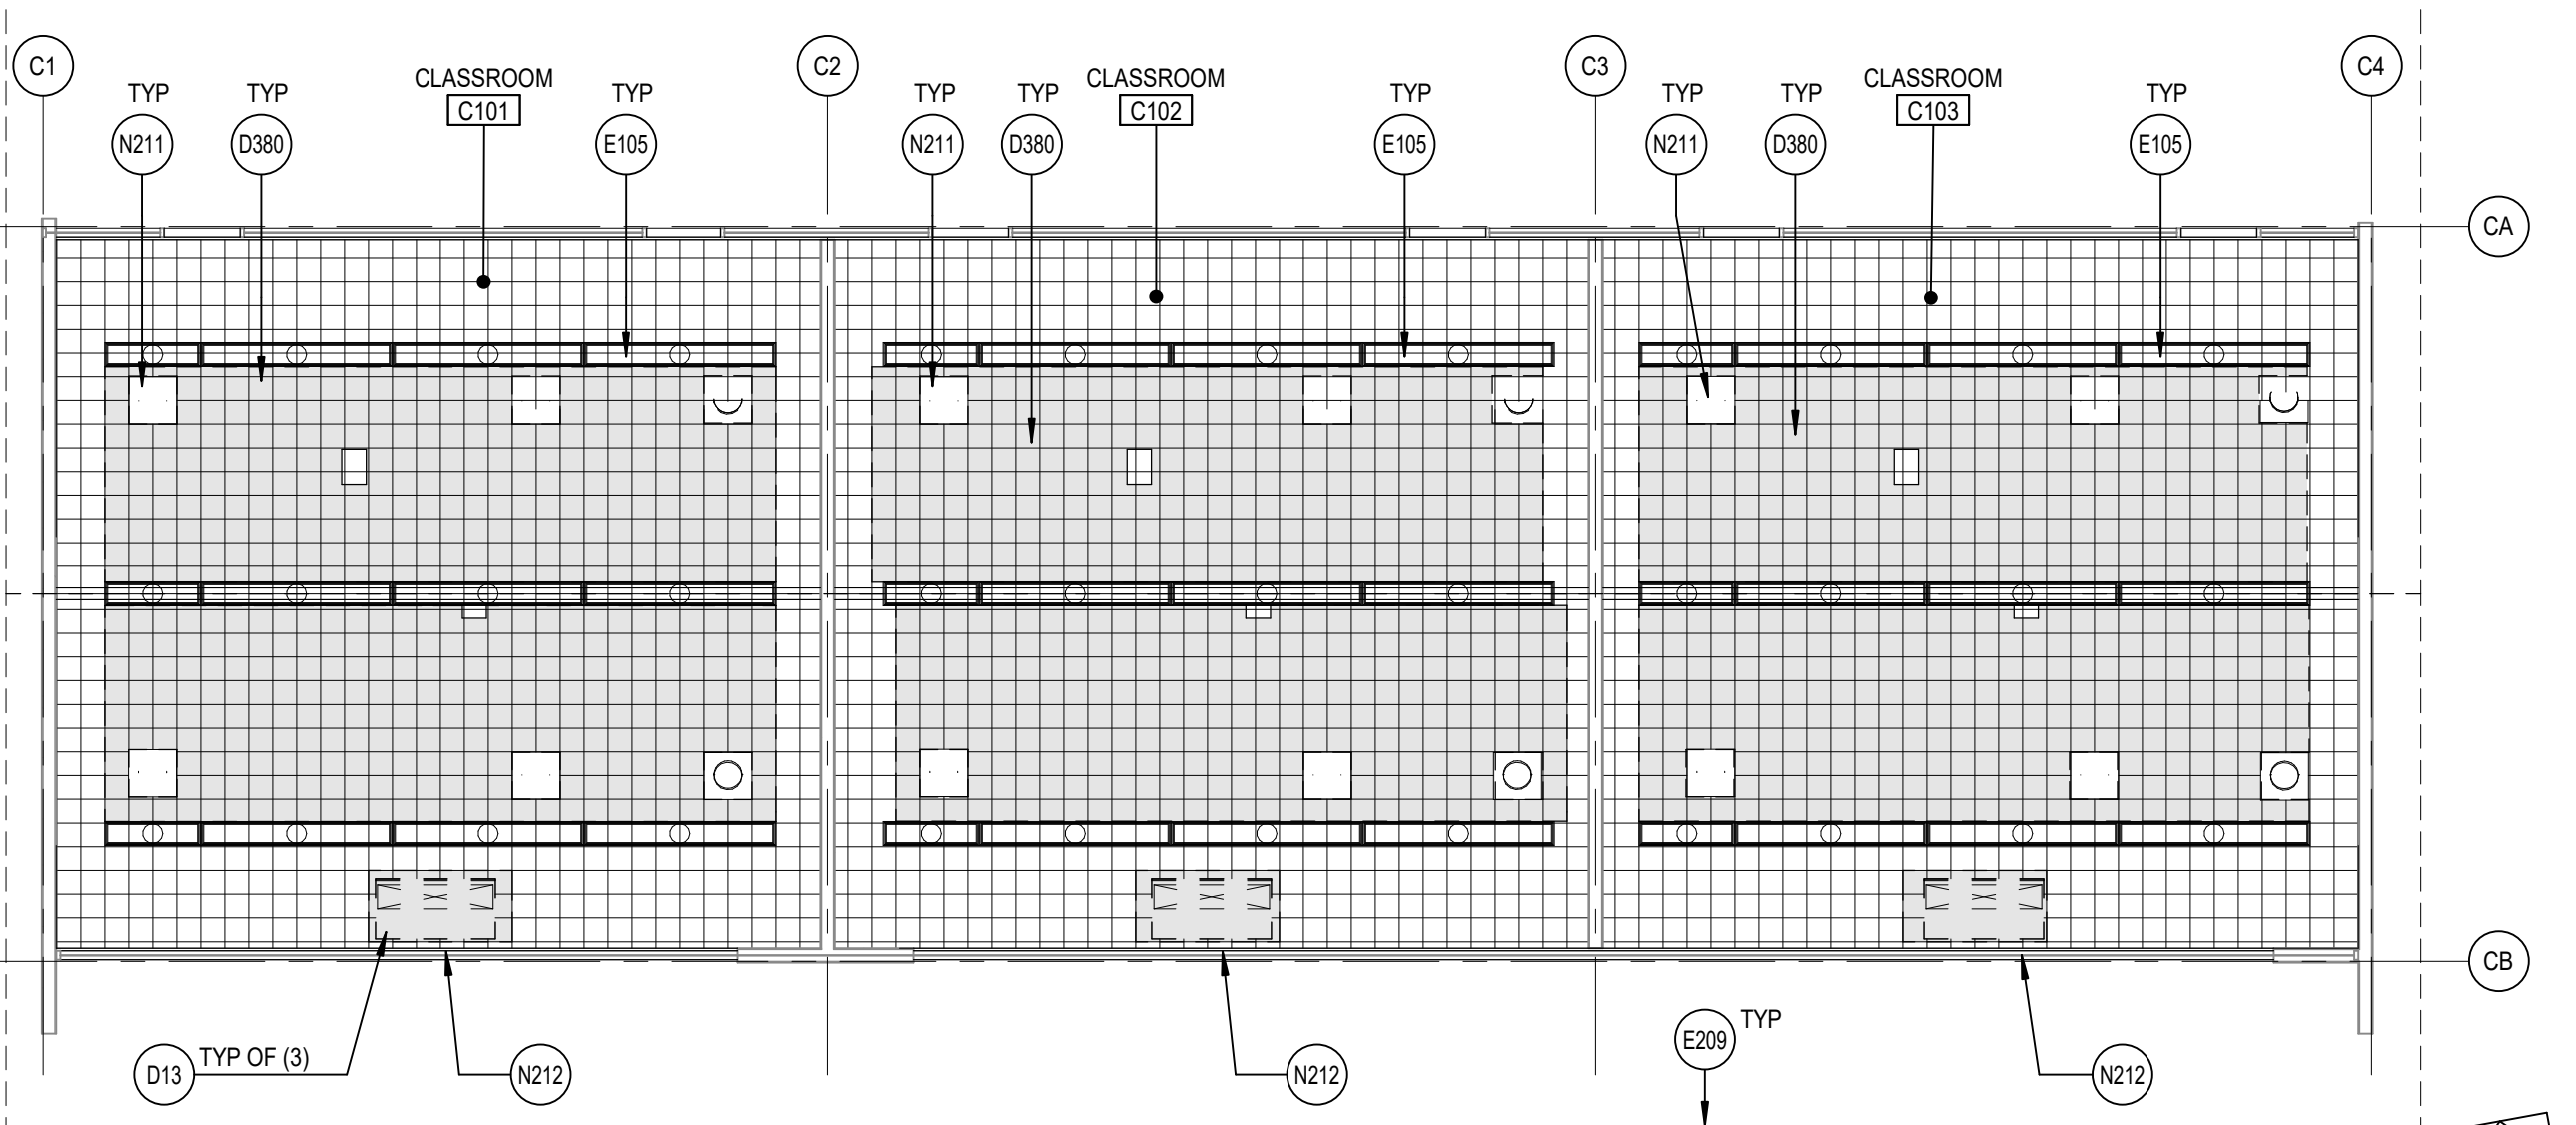 C1
C2
C3
C4
CLASSROOM
C101
CLASSROOM
C102
CLASSROOM
C103
TYP
TYP
TYP
TYP
TYP
TYP
TYP
TYP
TYP
N211
D380
E105
N211
D380
E105
N211
D380
E105
CA
CB
TYP
E209
D13
TYP OF (3)
N212
N212
N212